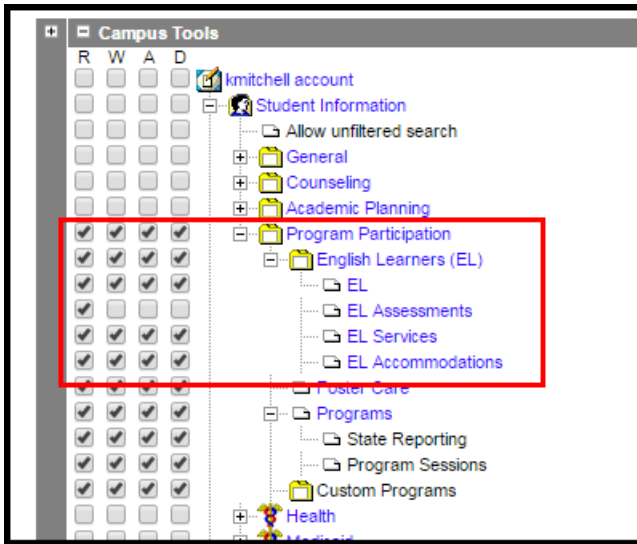 Campus Tools
R W A D
kmitchell account
Student Information
Allow unfiltered search
General
Counseling
Academic Planning
Program Participation
English Learners (EL)
EL
EL Assessments
EL Services
EL Accommodations
Foster Care
Programs
State Reporting
Program Sessions
Custom Programs
Health
Medicaid